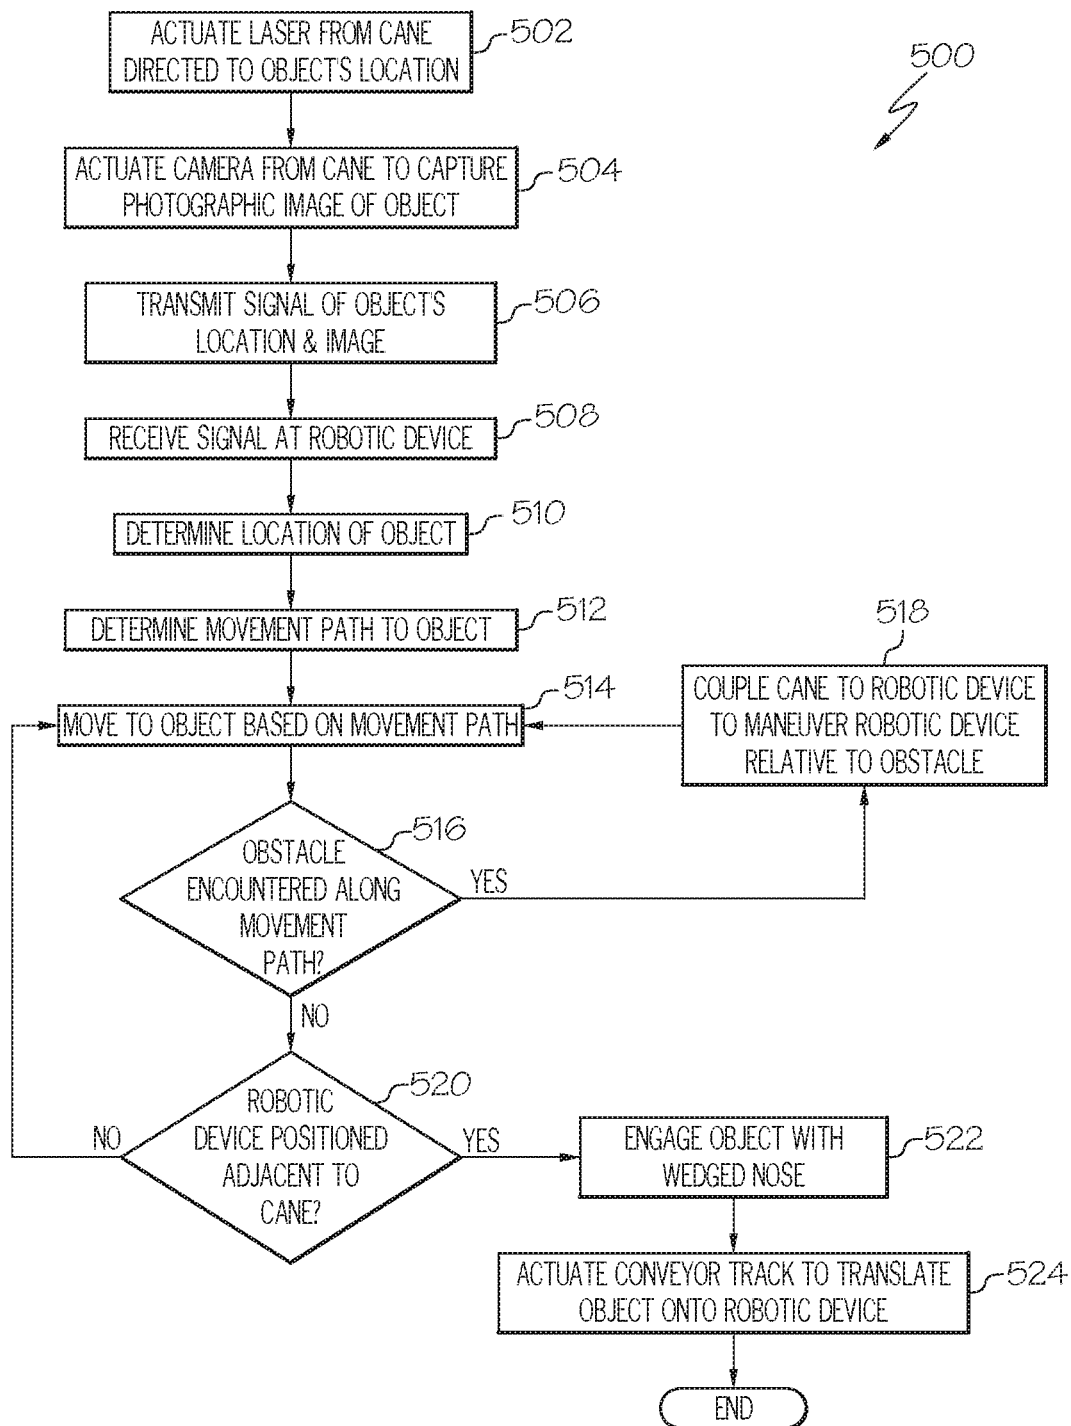 ACTUATE LASER FROM CANE
DIRECTED TO OBJECT'S LOCATION
502
500
ACTUATE CAMERA FROM CANE TO CAPTURE
PHOTOGRAPHIC IMAGE OF OBJECT
504
TRANSMIT SIGNAL OF OBJECT'S
LOCATION & IMAGE
506
RECEIVE SIGNAL AT ROBOTIC DEVICE
508
DETERMINE LOCATION OF OBJECT
510
DETERMINE MOVEMENT PATH TO OBJECT
512
MOVE TO OBJECT BASED ON MOVEMENT PATH
514
518
COUPLE CANE TO ROBOTIC DEVICE
TO MANEUVER ROBOTIC DEVICE
RELATIVE TO OBSTACLE
OBSTACLE
ENCOUNTERED ALONG
MOVEMENT
PATH?
516
YES
NO
ROBOTIC
DEVICE POSITIONED
ADJACENT TO
CANE?
520
NO
YES
ENGAGE OBJECT WITH
WEDGED NOSE
522
ACTUATE CONVEYOR TRACK TO TRANSLATE
OBJECT ONTO ROBOTIC DEVICE
524
END